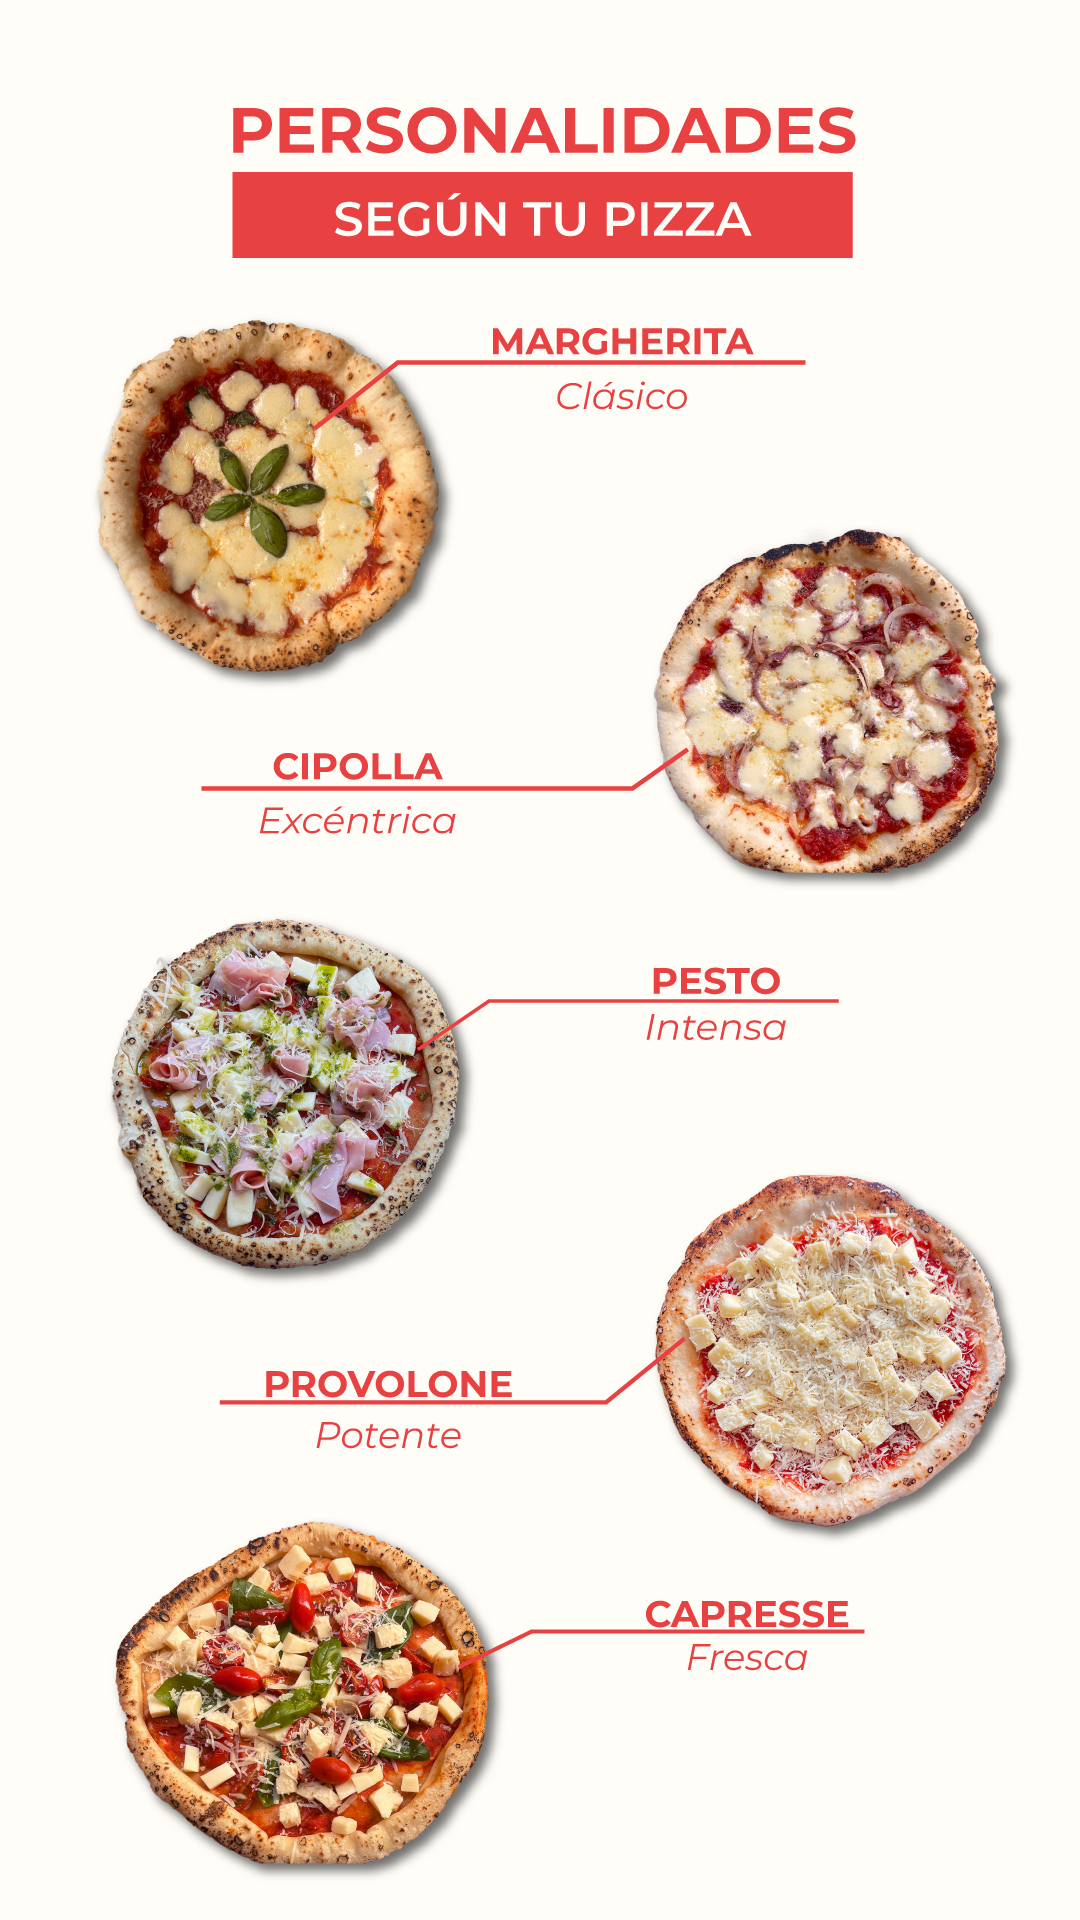 PERSONALIDADES
SEGÚN TU PIZZA
MARGHERITA
Clásico
CIPOLLA
Excéntrica
PESTO
Intensa
PROVOLONE
Potente
CAPRESSE
Fresca